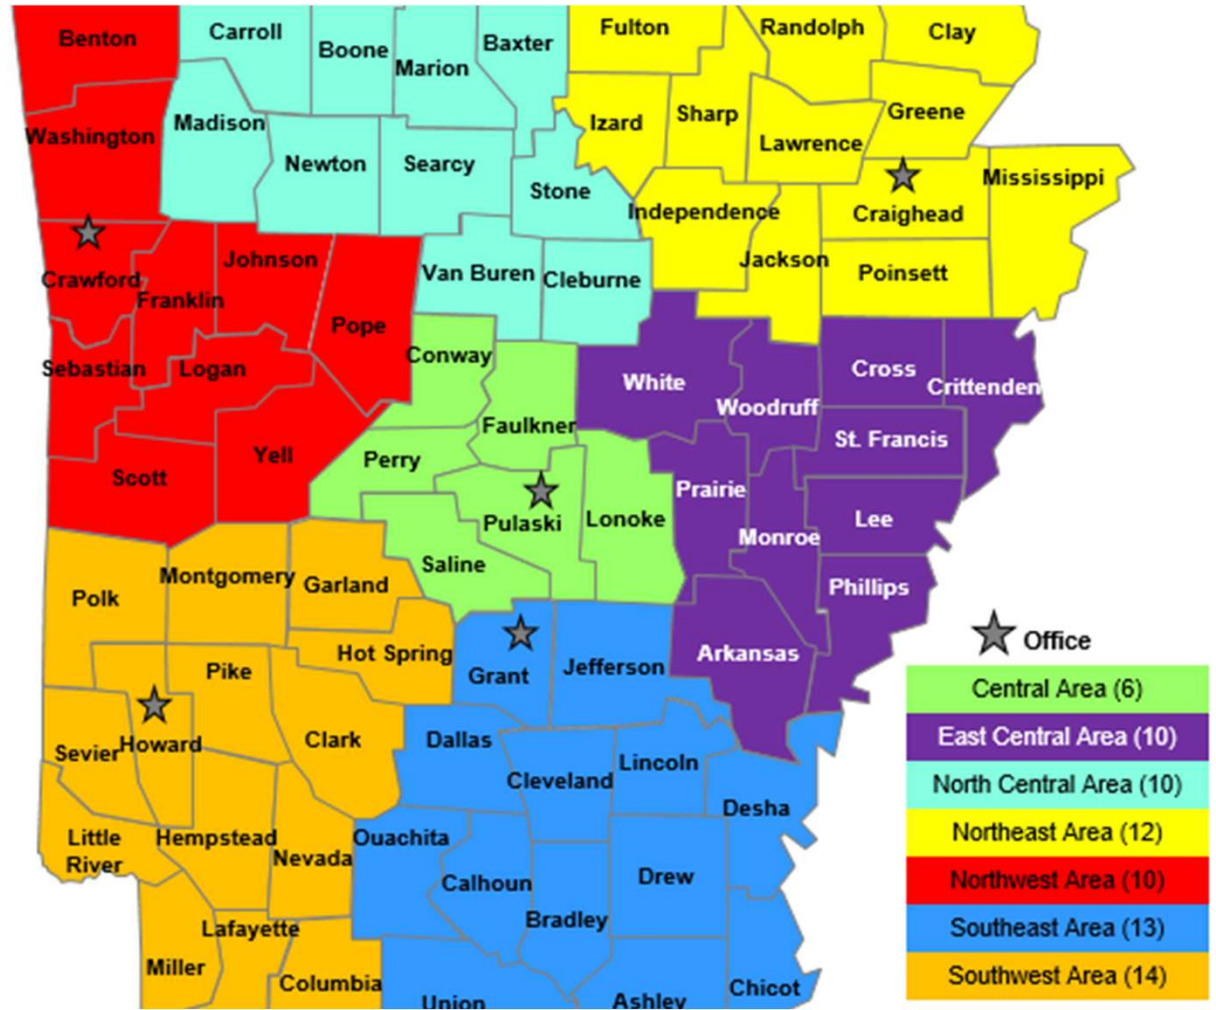 Benton
Carroll
Boone
Marion
Baxter
Fulton
Randolph
Clay
Washington
Madison
Newton
Searcy
Stone
Izard
Sharp
Lawrence
Greene
Independence
Craighead
Mississippi
Crawford
Franklin
Johnson
Pope
Van Buren
Cleburne
Jackson
Poinsett
Sebastian
Logan
Conway
Faulkner
White
Woodruff
Cross
Crittenden
St. Francis
Scott
Yell
Perry
Pulaski
Lonoke
Prairie
Monroe
Lee
Phillips
Saline
Polk
Montgomery
Garland
Hot Spring
Grant
Jefferson
Arkansas
Pike
Howard
Sevier
Clark
Dallas
Cleveland
Lincoln
Desha
Little
River
Hempstead
Nevada
Ouachita
Calhoun
Bradley
Drew
Lafayette
Miller
Columbia
Union
Ashley
Chicot
Office
Central Area (6)
East Central Area (10)
North Central Area (10)
Northeast Area (12)
Northwest Area (10)
Southeast Area (13)
Southwest Area (14)